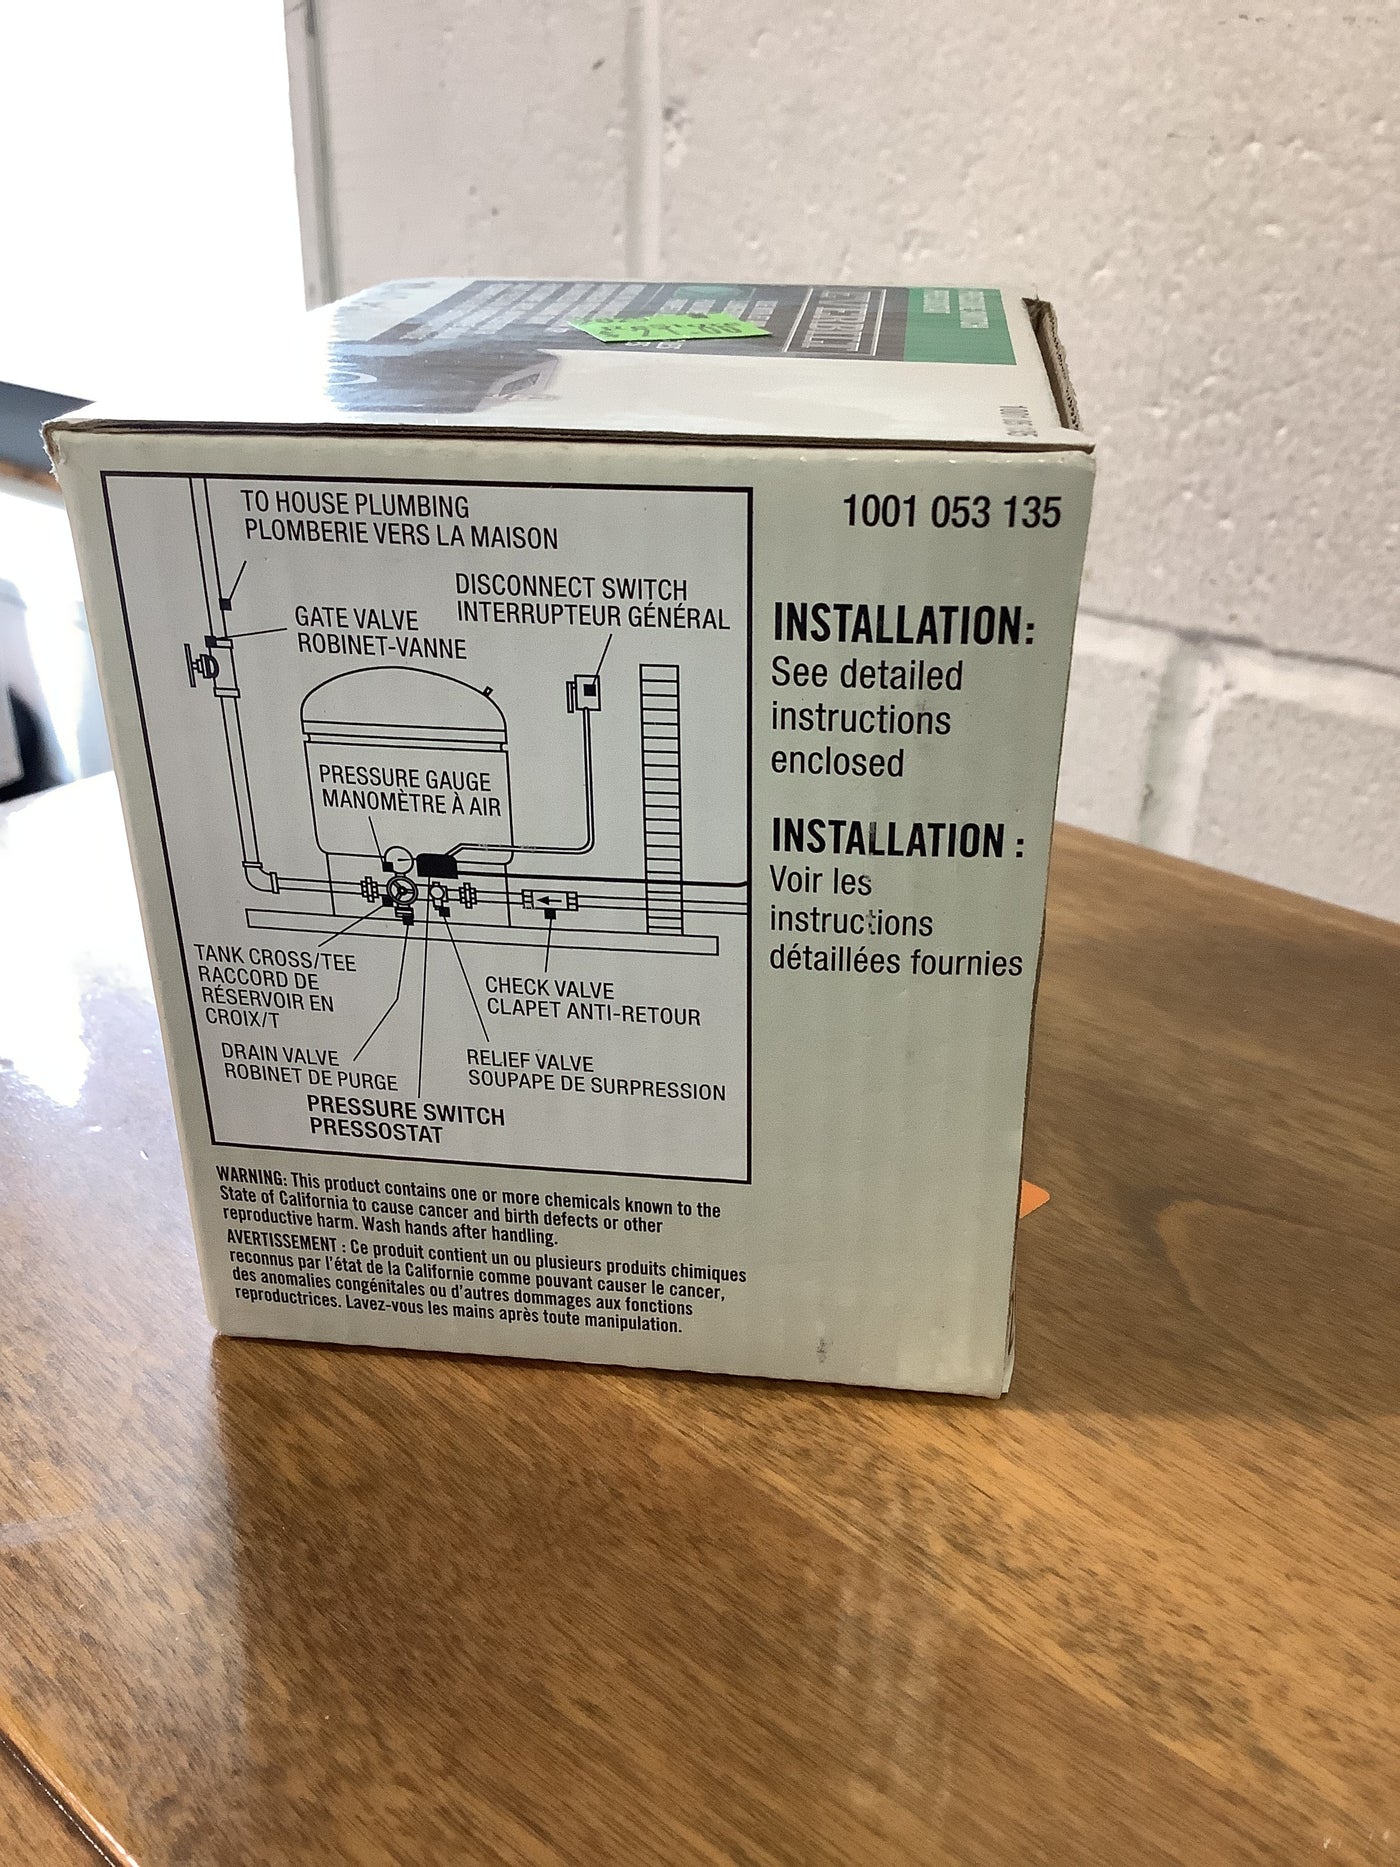 EVERBILT
TO HOUSE PLUMBING
PLOMBERIE VERS LA MAISON
DISCONNECT SWITCH
INTERRUPTEUR GÉNÉRAL
GATE VALVE
ROBINET-VANNE
PRESSURE GAUGE
MANOMÈTRE À AIR
TANK CROSS/TEE
RACCORD DE
RÉSERVOIR EN
CROIX/T
CHECK VALVE
CLAPET ANTI-RETOUR
DRAIN VALVE
ROBINET DE PURGE
RELIEF VALVE
SOUPAPE DE SURPRESSION
PRESSURE SWITCH
PRESSOSTAT
1001 053 135
INSTALLATION:
See detailed
instructions
enclosed
INSTALLATION :
Voir les
instructions
détaillées fournies
WARNING: This product contains one or more chemicals known to the
State of California to cause cancer and birth defects or other
reproductive harm. Wash hands after handling.
AVERTISSEMENT : Ce produit contient un ou plusieurs produits chimiques
reconnus par l'état de la Californie comme pouvant causer le cancer,
des anomalies congénitales ou d'autres dommages aux fonctions
reproductrices. Lavez-vous les mains après toute manipulation.